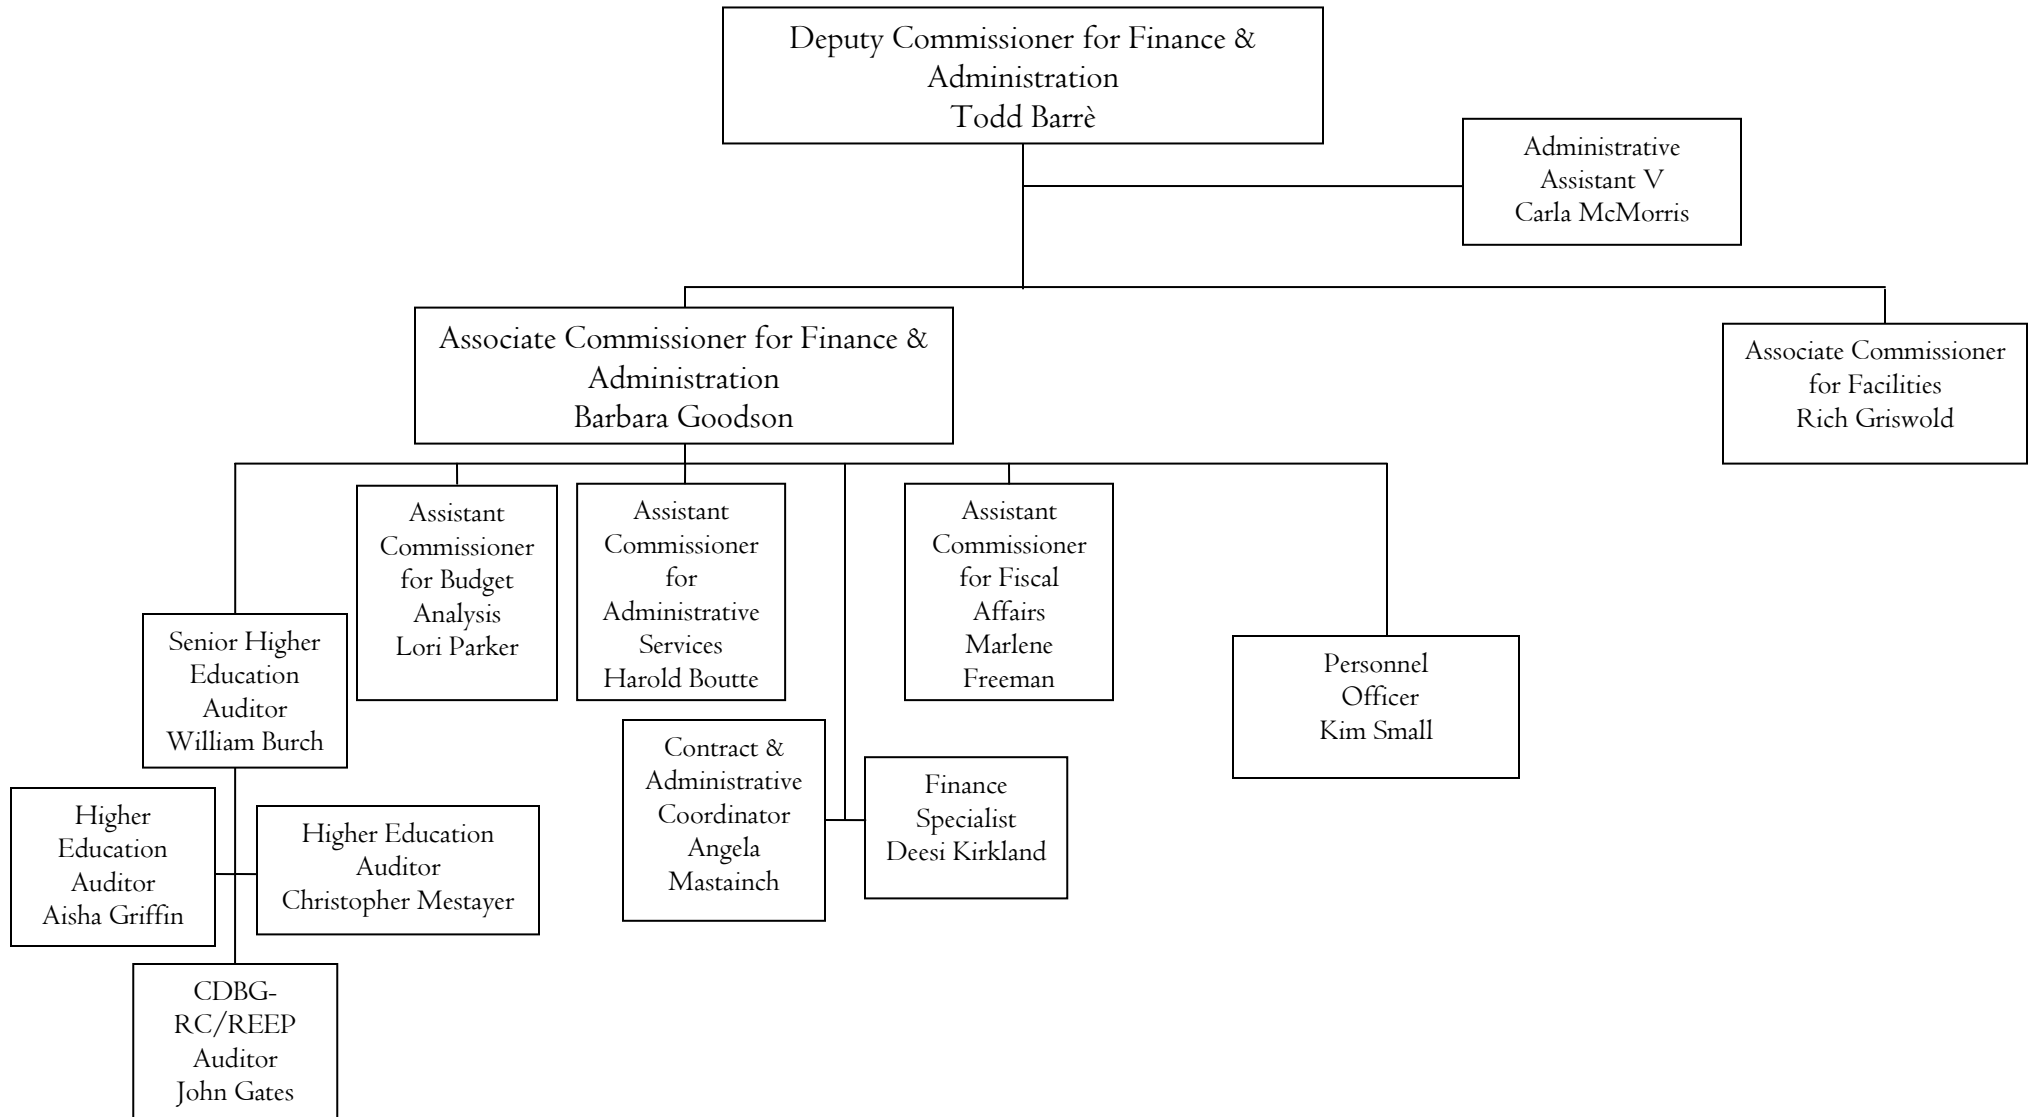 Deputy Commissioner for Finance &
Administration
Todd Barrè
Administrative
Assistant V
Carla McMorris
Associate Commissioner for Finance &
Administration
Barbara Goodson
Associate Commissioner
for Facilities
Rich Griswold
Assistant
Commissioner
for Budget
Analysis
Lori Parker
Assistant
Commissioner
for
Administrative
Services
Harold Boutte
Assistant
Commissioner
for Fiscal
Affairs
Marlene
Freeman
Senior Higher
Education
Auditor
William Burch
Personnel
Officer
Kim Small
Contract &
Administrative
Coordinator
Angela
Mastainch
Finance
Specialist
Deesi Kirkland
Higher
Education
Auditor
Aisha Griffin
Higher Education
Auditor
Christopher Mestayer
CDBG-
RC/REEP
Auditor
John Gates